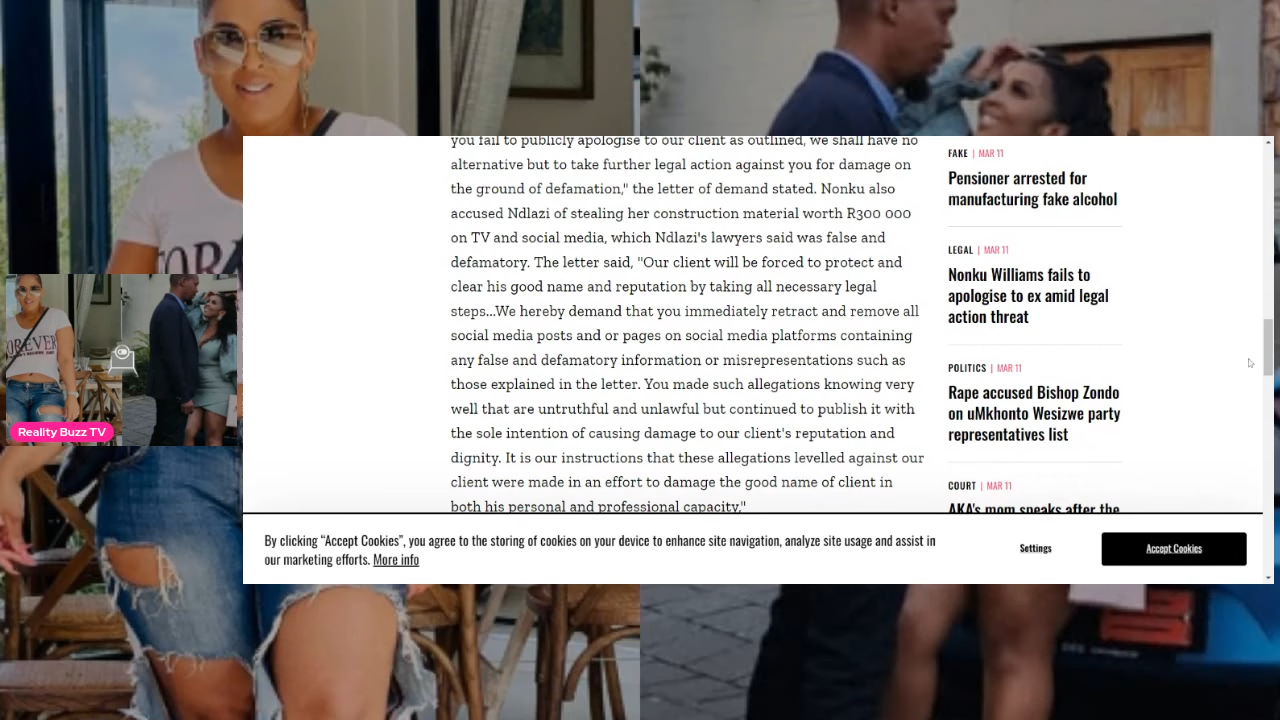 you fail to publicly apologise to our client as outlined, we shall have no
alternative but to take further legal action against you for damage on
the ground of defamation," the letter of demand stated. Nonku also
accused Ndlazi of stealing her construction material worth R300 000
on TV and social media, which Ndlazi's lawyers said was false and
defamatory. The letter said, "Our client will be forced to protect and
clear his good name and reputation by taking all necessary legal
steps...We hereby demand that you immediately retract and remove all
social media posts and or pages on social media platforms containing
any false and defamatory information or misrepresentations such as
those explained in the letter. You made such allegations knowing very
well that are untruthful and unlawful but continued to publish it with
the sole intention of causing damage to our client's reputation and
dignity. It is our instructions that these allegations levelled against our
client were made in an effort to damage the good name of client in
both his personal and professional capacity."
FAKE | MAR 11
Pensioner arrested for
manufacturing fake alcohol
LEGAL | MAR 11
Nonku Williams fails to
apologise to ex amid legal
action threat
POLITICS | MAR 11
Rape accused Bishop Zondo
on uMkhonto Wesizwe party
representatives list
COURT | MAR 11
AKA's mom speaks after the
By clicking “Accept Cookies”, you agree to the storing of cookies on your device to enhance site navigation, analyze site usage and assist in
our marketing efforts. More info
Settings
Accept Cookies
Reality Buzz TV
FOREVER